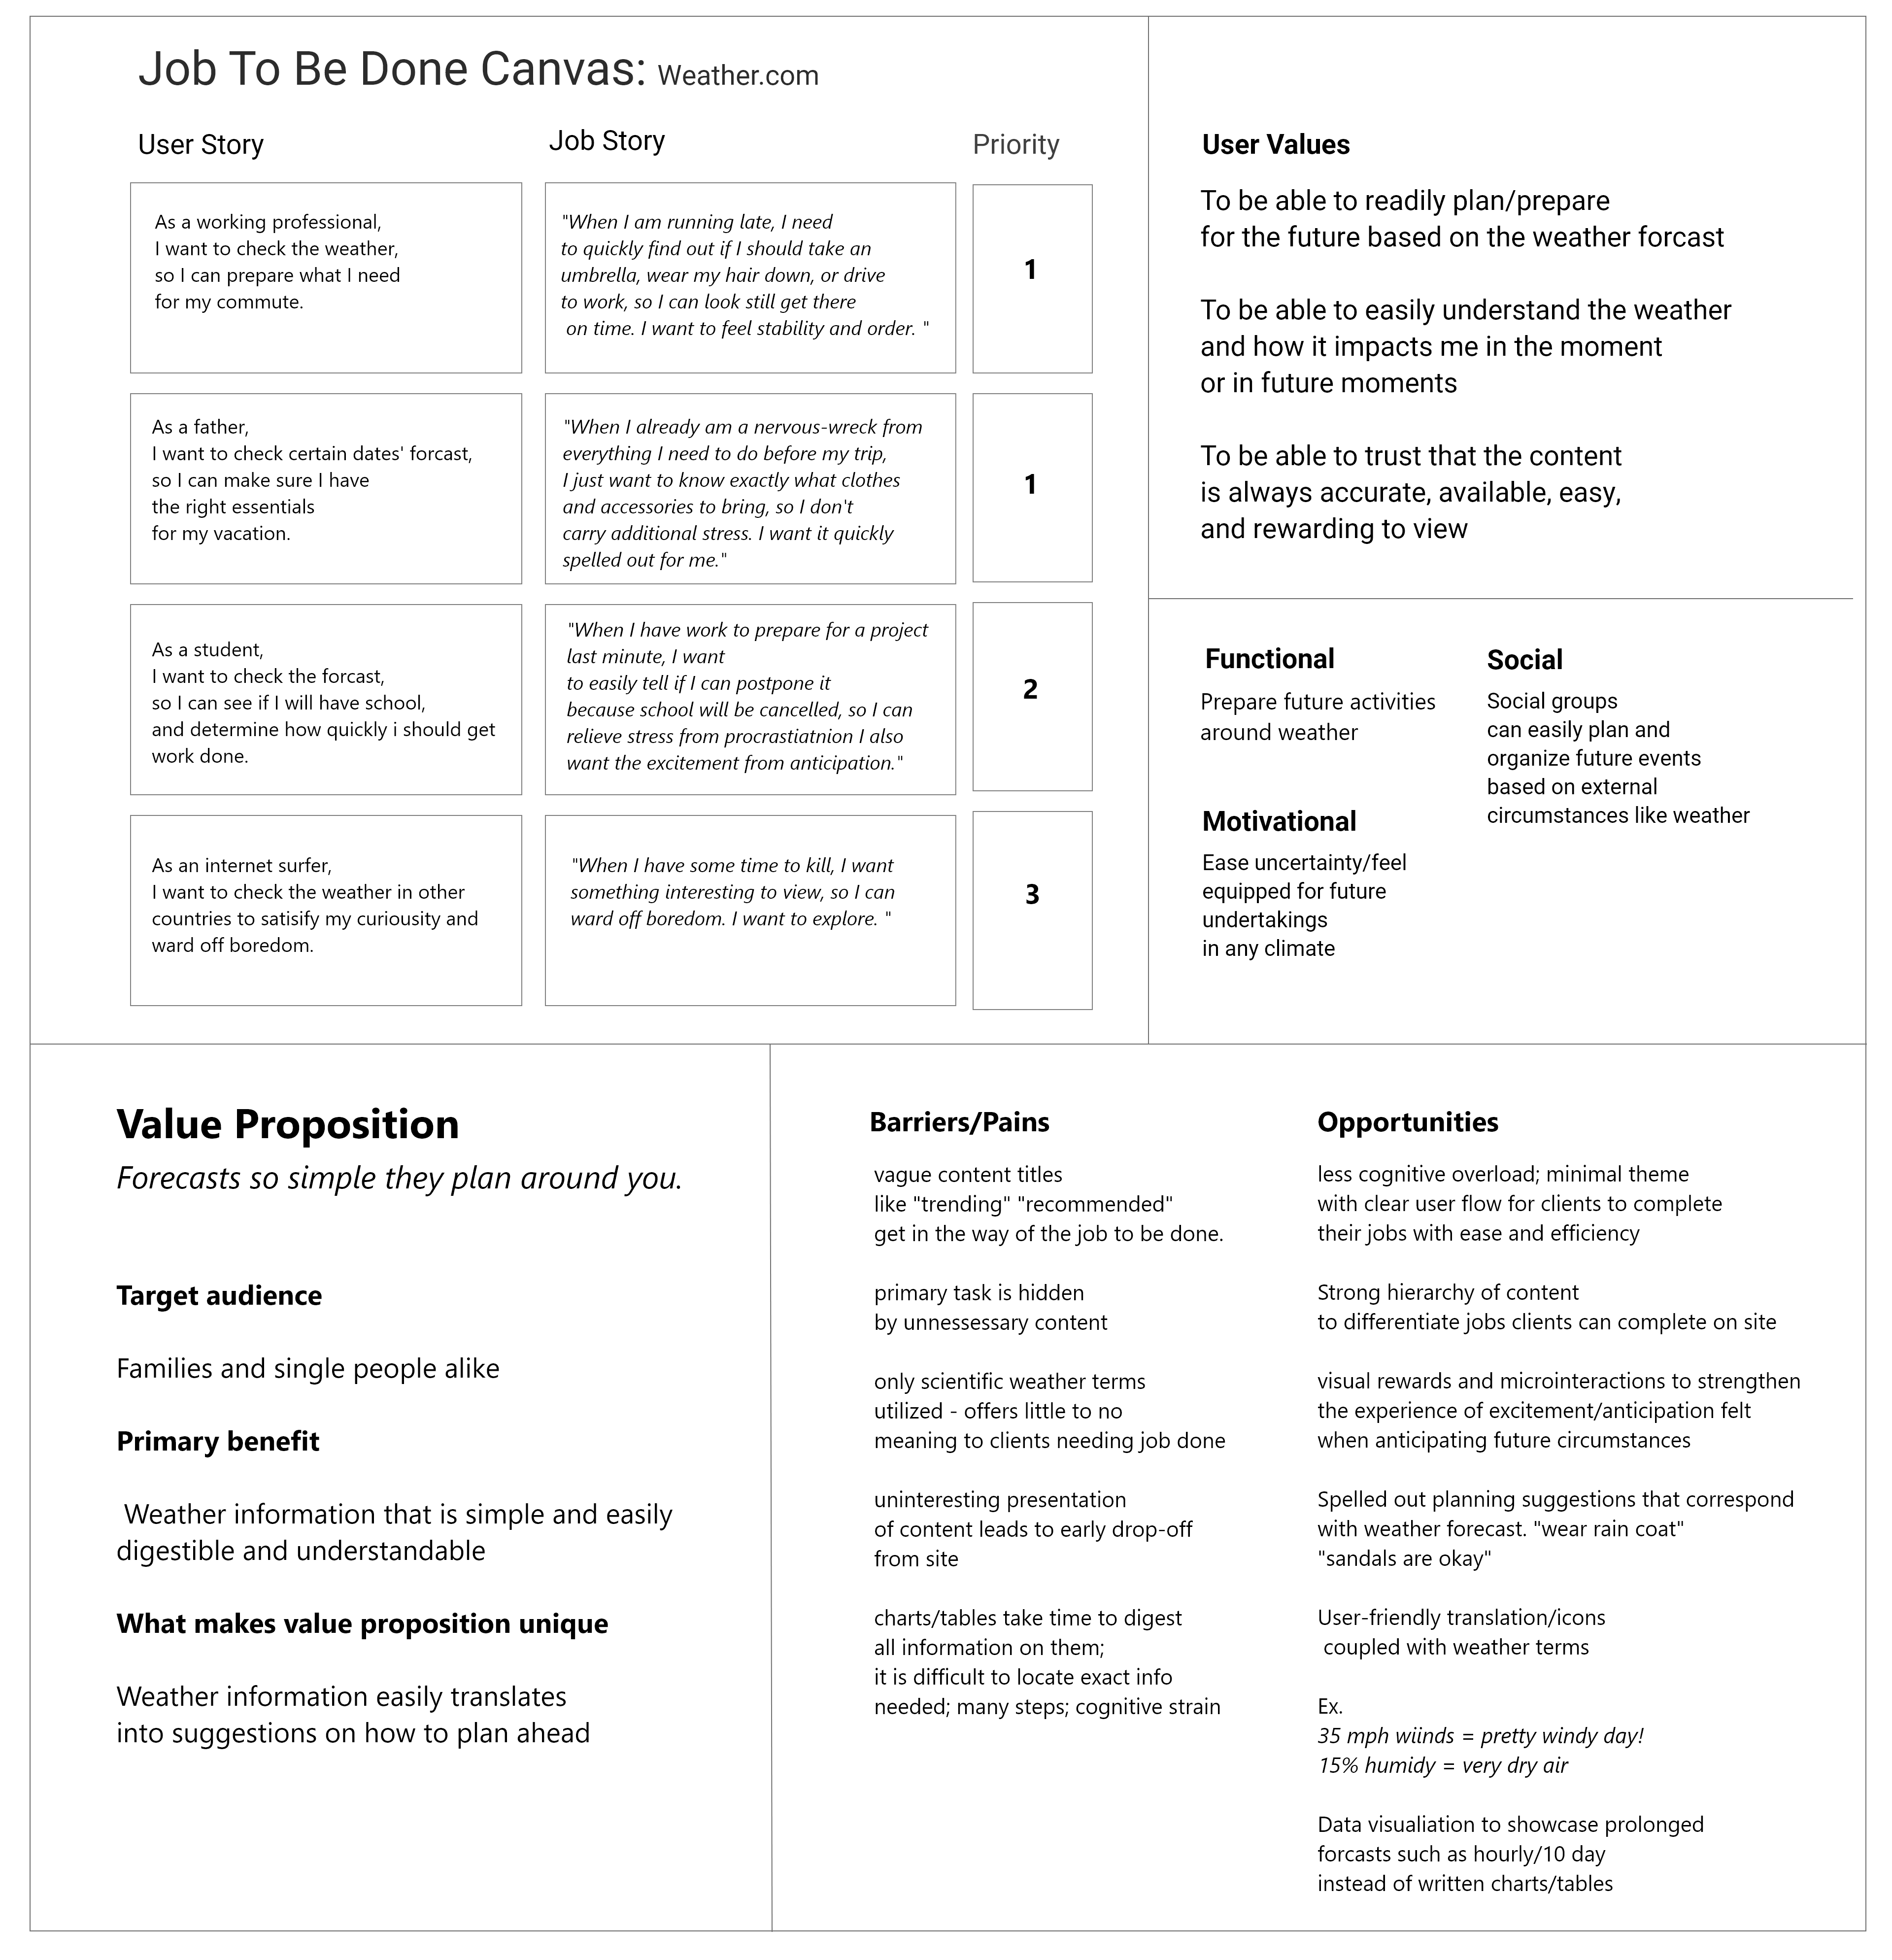 Job To Be Done Canvas: Weather.com
User Story
Job Story
Priority
As a working professional,
I want to check the weather,
so I can prepare what I need
for my commute.
"When I am running late, I need
to quickly find out if I should take an
umbrella, wear my hair down, or drive
to work, so I can look still get there
on time. I want to feel stability and order. "
1
As a father,
I want to check certain dates' forcast,
so I can make sure I have
the right essentials
for my vacation.
"When I already am a nervous-wreck from
everything I need to do before my trip,
I just want to know exactly what clothes
and accessories to bring, so I don't
carry additional stress. I want it quickly
spelled out for me."
1
As a student,
I want to check the forcast,
so I can see if I will have school,
and determine how quickly i should get
work done.
"When I have work to prepare for a project
last minute, I want
to easily tell if I can postpone it
because school will be cancelled, so I can
relieve stress from procrastiatnion I also
want the excitement from anticipation."
2
As an internet surfer,
I want to check the weather in other
countries to satisify my curiousity and
ward off boredom.
"When I have some time to kill, I want
something interesting to view, so I can
ward off boredom. I want to explore. "
3
User Values
To be able to readily plan/prepare
for the future based on the weather forcast
To be able to easily understand the weather
and how it impacts me in the moment
or in future moments
To be able to trust that the content
is always accurate, available, easy,
and rewarding to view
Functional
Prepare future activities
around weather
Social
Social groups
can easily plan and
organize future events
based on external
circumstances like weather
Motivational
Ease uncertainty/feel
equipped for future
undertakings
in any climate
Value Proposition
Forecasts so simple they plan around you.
Target audience
Families and single people alike
Primary benefit
Weather information that is simple and easily
digestible and understandable
What makes value proposition unique
Weather information easily translates
into suggestions on how to plan ahead
Barriers/Pains
vague content titles
like "trending" "recommended"
get in the way of the job to be done.
primary task is hidden
by unnessessary content
only scientific weather terms
utilized - offers little to no
meaning to clients needing job done
uninteresting presentation
of content leads to early drop-off
from site
charts/tables take time to digest
all information on them;
it is difficult to locate exact info
needed; many steps; cognitive strain
Opportunities
less cognitive overload; minimal theme
with clear user flow for clients to complete
their jobs with ease and efficiency
Strong hierarchy of content
to differentiate jobs clients can complete on site
visual rewards and microinteractions to strengthen
the experience of excitement/anticipation felt
when anticipating future circumstances
Spelled out planning suggestions that correspond
with weather forecast. "wear rain coat"
"sandals are okay"
User-friendly translation/icons
coupled with weather terms
Ex.
35 mph wiinds = pretty windy day!
15% humidy = very dry air
Data visualiation to showcase prolonged
forcasts such as hourly/10 day
instead of written charts/tables